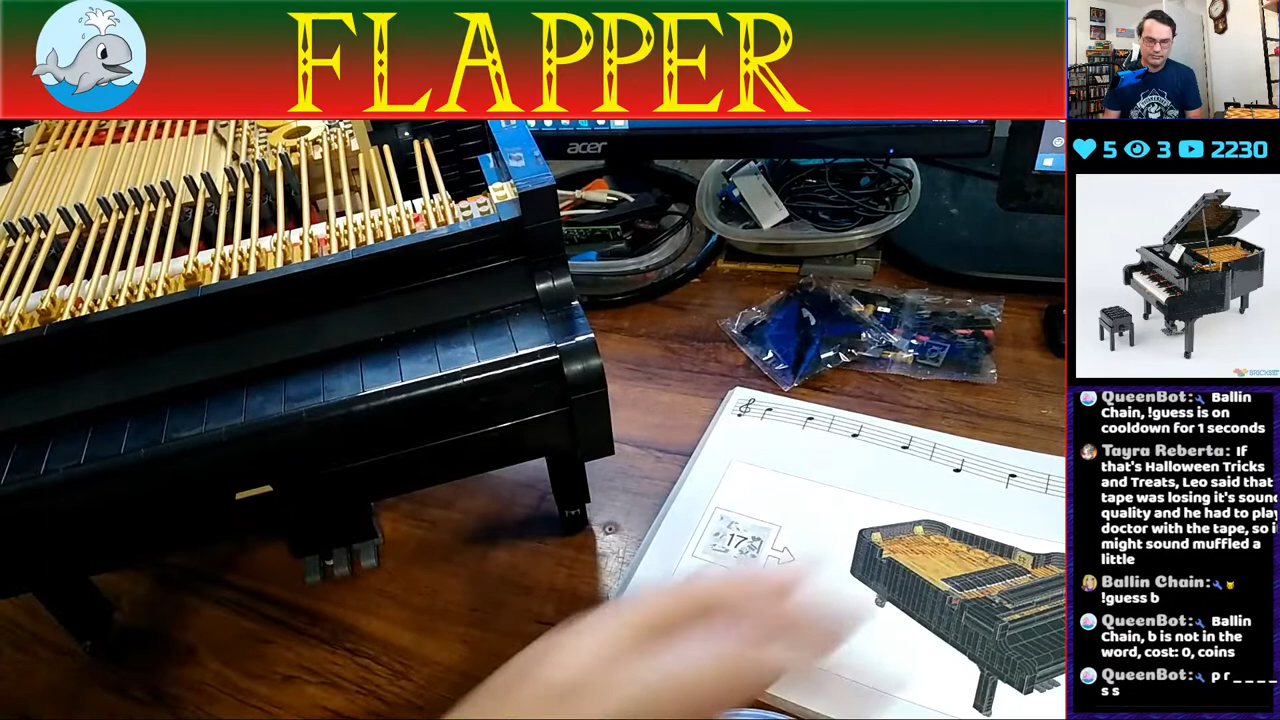 FLAPPER
acer
5 3 2230
BRICKSET
17
QueenBot: Ballin
Chain, !guess is on
cooldown for 1 seconds
Tayra Reberta: IF
that's Halloween Tricks
and Treats, Leo said that
tape was losing it's sound
quality and he had to play
doctor with the tape, so i
might sound muffled a
little
Ballin Chain:
!guess b
QueenBot: Ballin
Chain, b is not in the
word, cost: 0, coins
QueenBot: p r _ _ _ _
s s